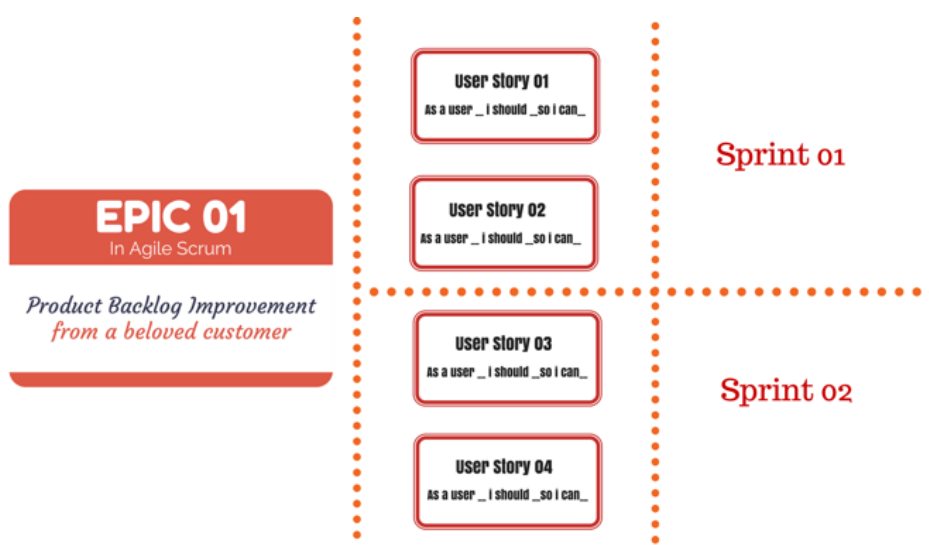 EPIC 01
In Agile Scrum
Product Backlog Improvement
from a beloved customer
User Story 01
As a user _ i should _so i can_
User Story 02
As a user _ i should _so i can_
Sprint 01
User Story 03
As a user _ i should _so i can_
User Story 04
As a user _ i should _so i can_
Sprint 02